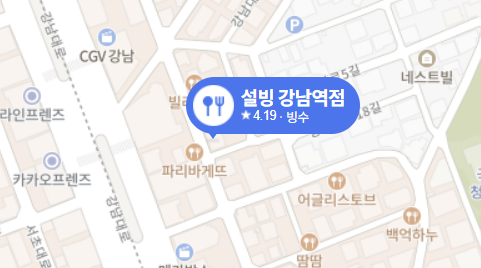 강남대로
강남대로
CGV 강남
P
로5길
네스트빌
설빙 강남역점
★4.19 · 빙수
18길
라인프렌즈
파리바게뜨
카카오프렌즈
어글리스토브
강남대로
서초대로
백억하누
땀땀